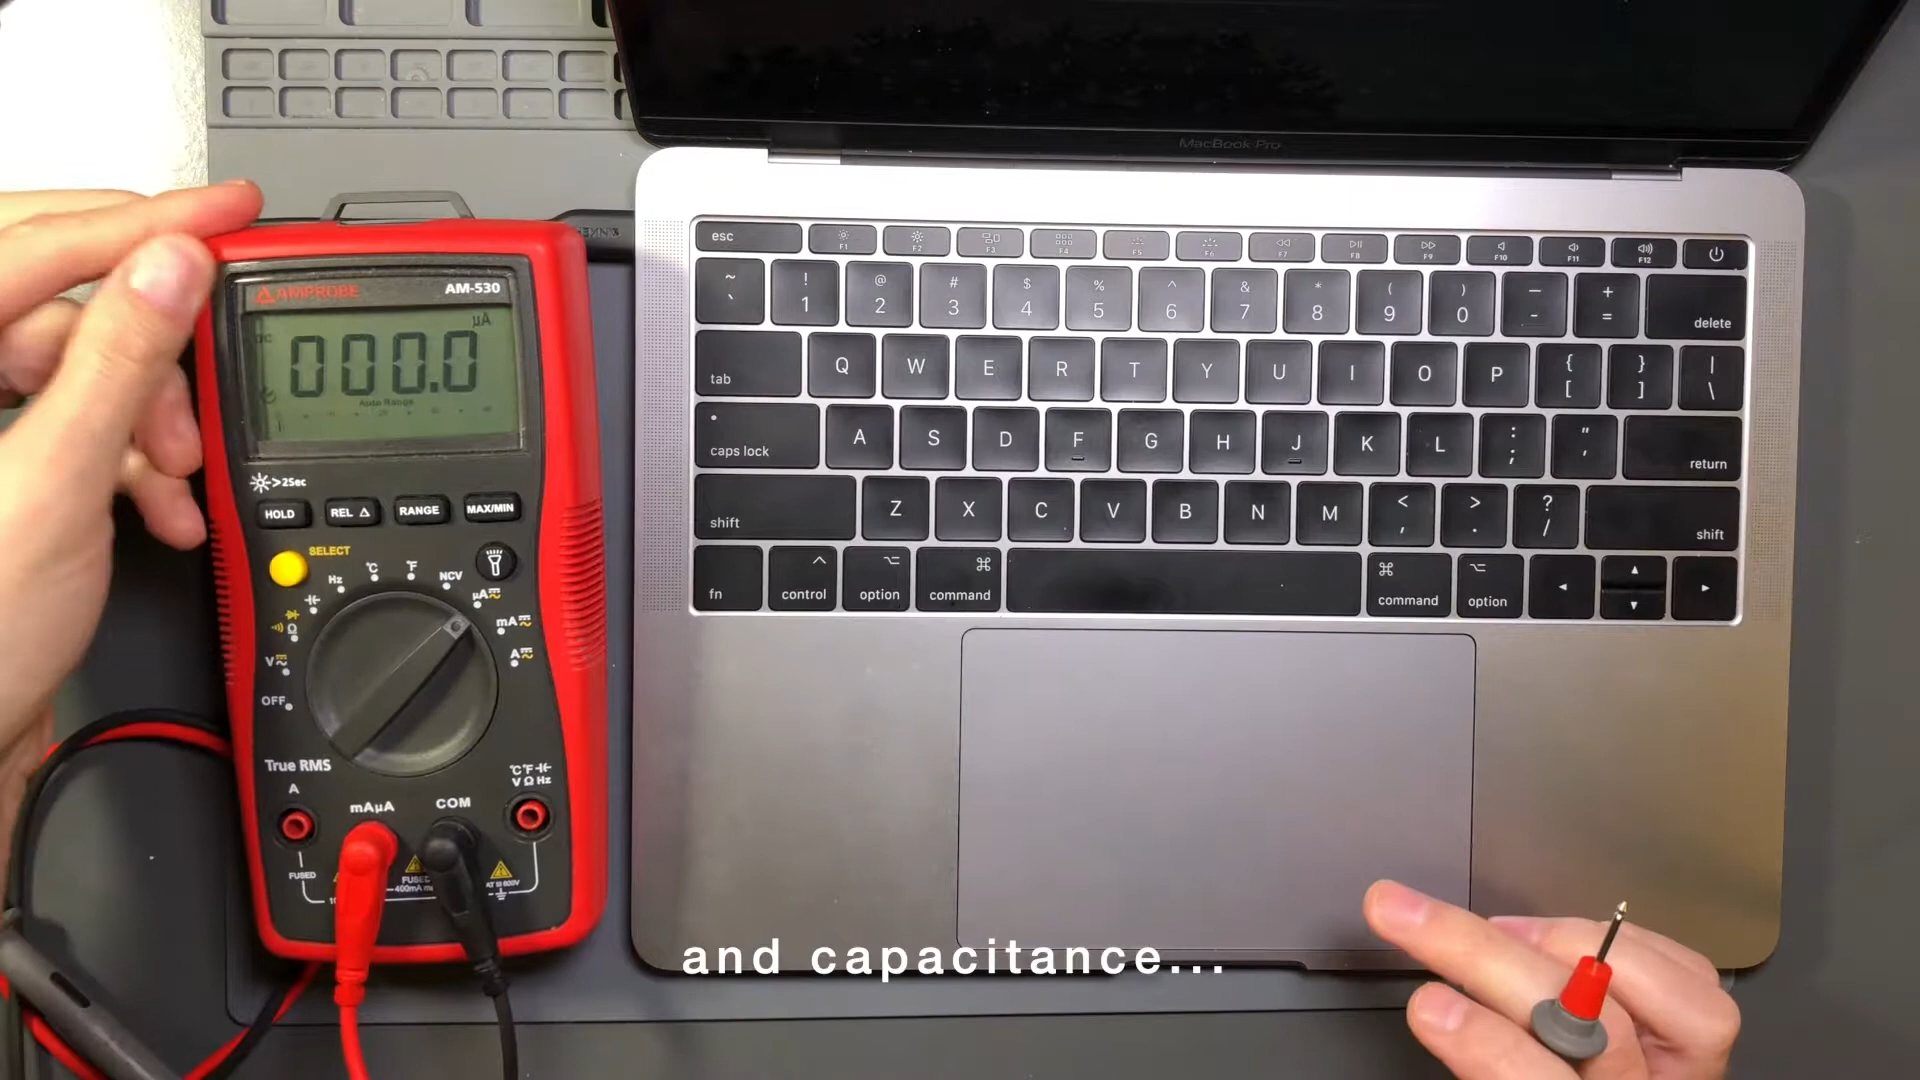 MacBook Pro
AMPROBE AM-530
µA
000.0
Auto Range
>2Sec
HOLD REL △ RANGE MAX/MIN
SELECT
Hz ℃ ℉ NCV
µA
mA
A
Ω
V
OFF
True RMS
A mAµA COM ℃℉
V Ω Hz
FUSED FUSED
400mA
esc F1 F2 F3 F4 F5 F6 F7 F8 F9 F10 F11 F12
~ ! @ # $ % ^ & * ( ) — +
` 1 2 3 4 5 6 7 8 9 0 - = delete
tab Q W E R T Y U I O P { [ } ] | \
caps lock A S D F G H J K L : ; " ' return
shift Z X C V B N M < , > . ? / shift
fn control option command command option
and capacitance...